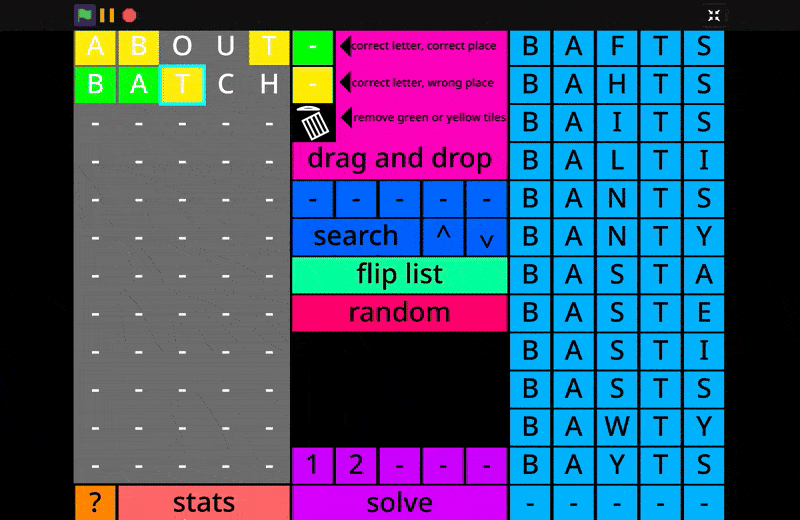 A B O U T
B A T C H
- - - - -
- - - - -
- - - - -
- - - - -
- - - - -
- - - - -
- - - - -
- - - - -
- - - - -
- - - - -
? stats
- correct letter, correct place
- correct letter, wrong place
remove green or yellow tiles
drag and drop
- - - - -
search ^ v
flip list
random
1 2 - - -
solve
B A F T S
B A H T S
B A I T S
B A L T I
B A N T S
B A N T Y
B A S T A
B A S T E
B A S T I
B A S T S
B A W T Y
B A Y T S
- - - - -